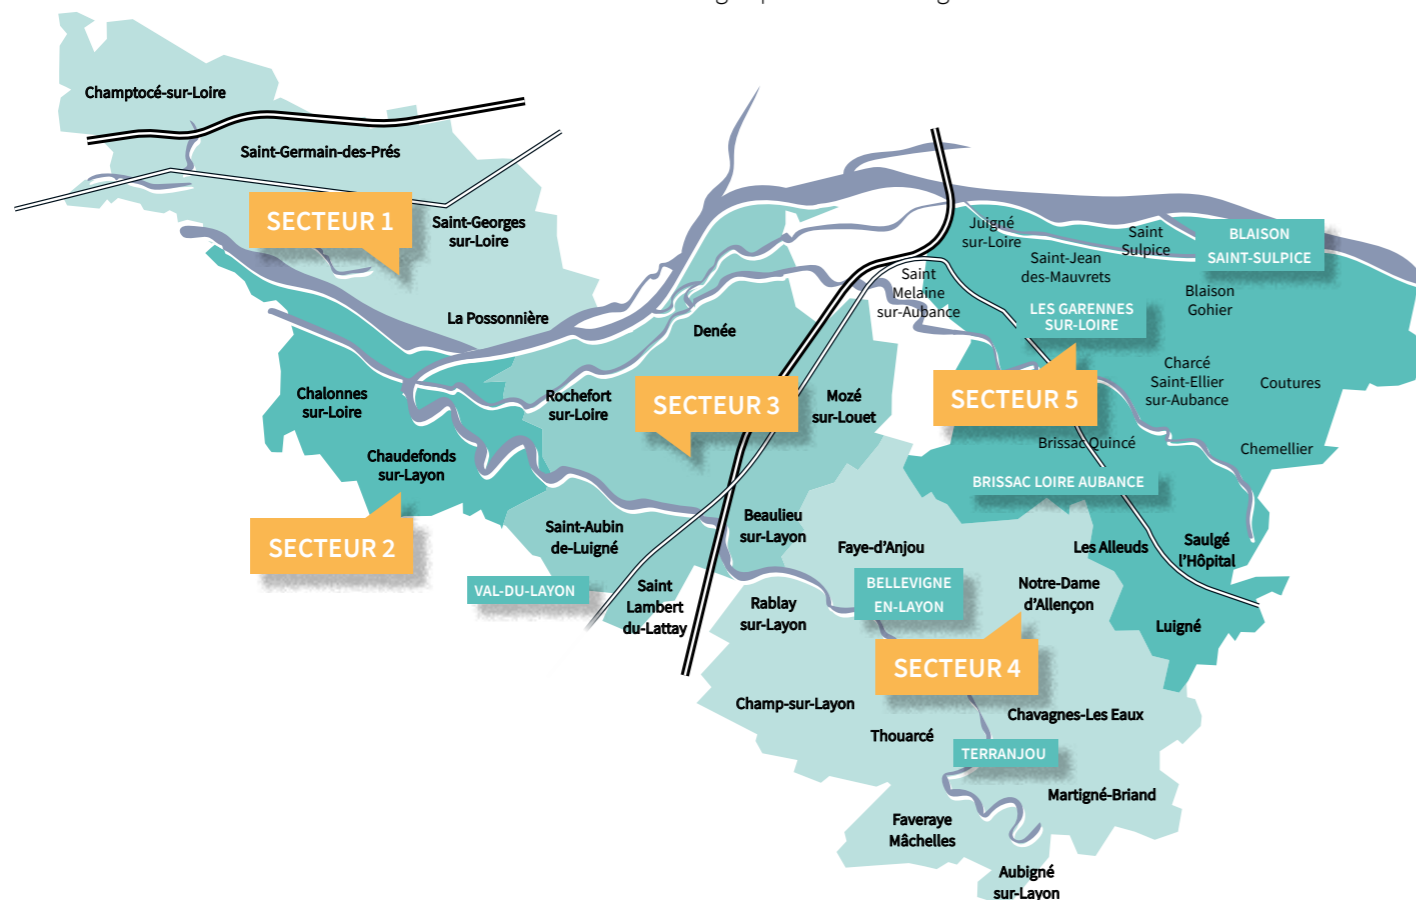 Champtocé-sur-Loire
Saint-Germain-des-Prés
SECTEUR 1
Saint-Georges
sur-Loire
La Possonnière
Juigné
sur-Loire
Saint
Sulpice
BLAISON
SAINT-SULPICE
Saint-Jean
des-Mauvrets
Saint
Melaine
sur-Aubance
Blaison
Gohier
LES GARENNES
SUR-LOIRE
Denée
Charcé
Saint-Ellier
sur-Aubance
Coutures
Chalonnes
sur-Loire
Rochefort
sur-Loire
SECTEUR 3
Mozé
sur-Louet
SECTEUR 5
Brissac Quincé
Chemellier
Chaudefonds
sur-Layon
BRISSAC LOIRE AUBANCE
SECTEUR 2
Saint-Aubin
de-Luigné
Beaulieu
sur-Layon
Faye-d'Anjou
Les Alleuds
Saulgé
l'Hôpital
VAL-DU-LAYON
Saint
Lambert
du-Lattay
Rablay
sur-Layon
BELLEVIGNE
EN-LAYON
Notre-Dame
d'Allençon
Luigné
SECTEUR 4
Champ-sur-Layon
Chavagnes-Les Eaux
Thouarcé
TERRANJOU
Martigné-Briand
Faveraye
Mâchelles
Aubigné
sur-Layon